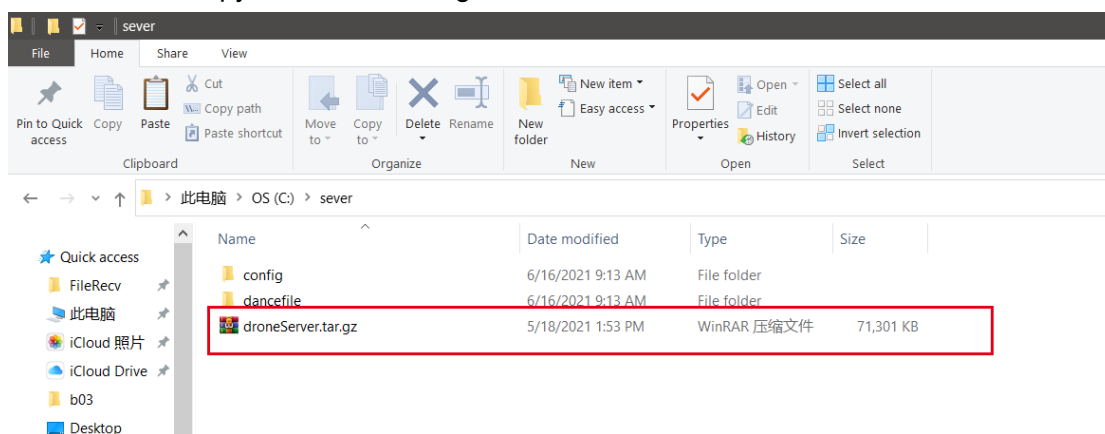 sever
File Home Share View
Pin to Quick access
Copy
Paste
Cut
Copy path
Paste shortcut
Clipboard
Move to
Copy to
Delete
Rename
Organize
New folder
New item
Easy access
New
Properties
Open
Edit
History
Open
Select all
Select none
Invert selection
Select
此电脑 > OS (C:) > sever
Name Date modified Type Size
Quick access
FileRecv
此电脑
iCloud 照片
iCloud Drive
b03
Desktop
config 6/16/2021 9:13 AM File folder
dancefile 6/16/2021 9:13 AM File folder
droneServer.tar.gz 5/18/2021 1:53 PM WinRAR 压缩文件 71,301 KB